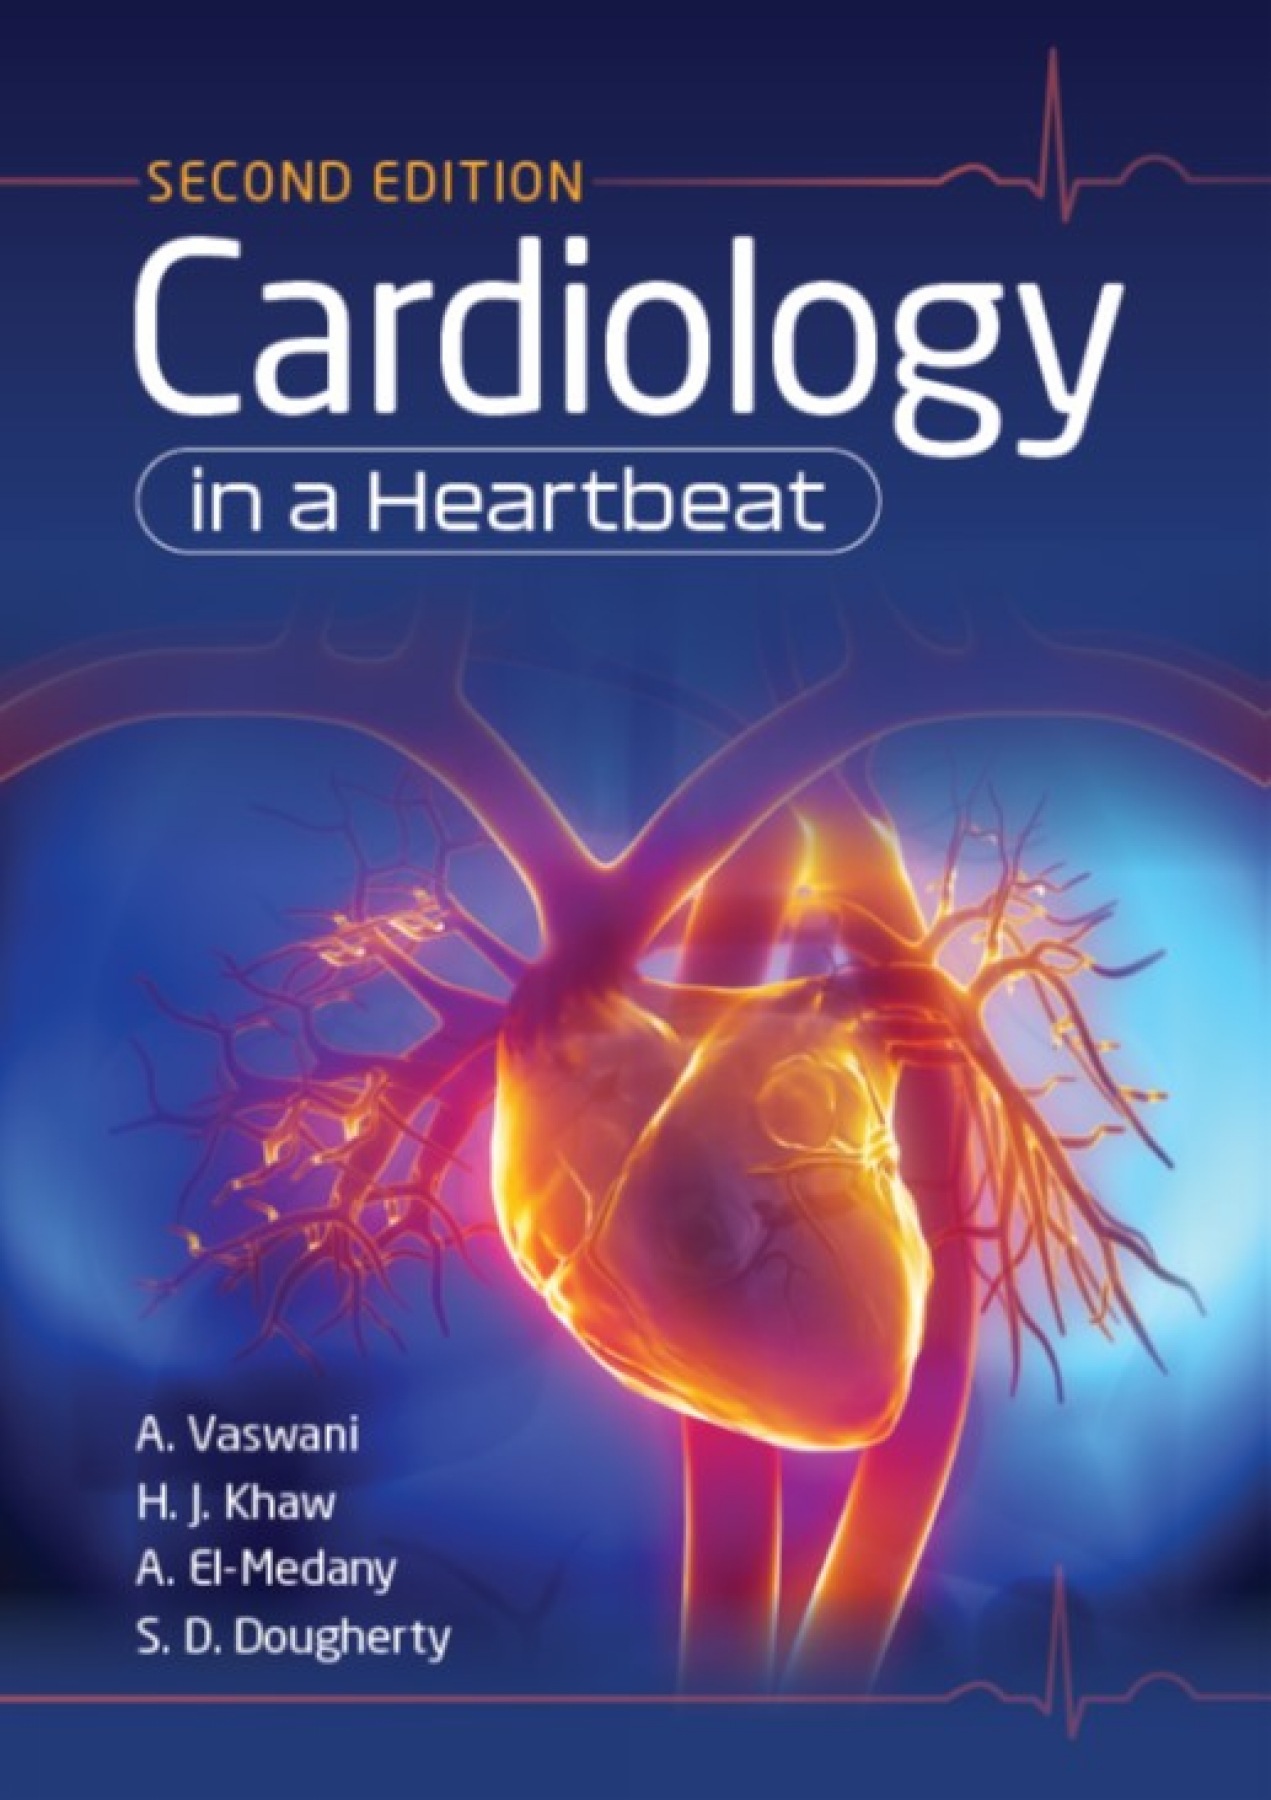 SECOND EDITION
Cardiology
in a Heartbeat
A. Vaswani
H. J. Khaw
A. El-Medany
S. D. Dougherty